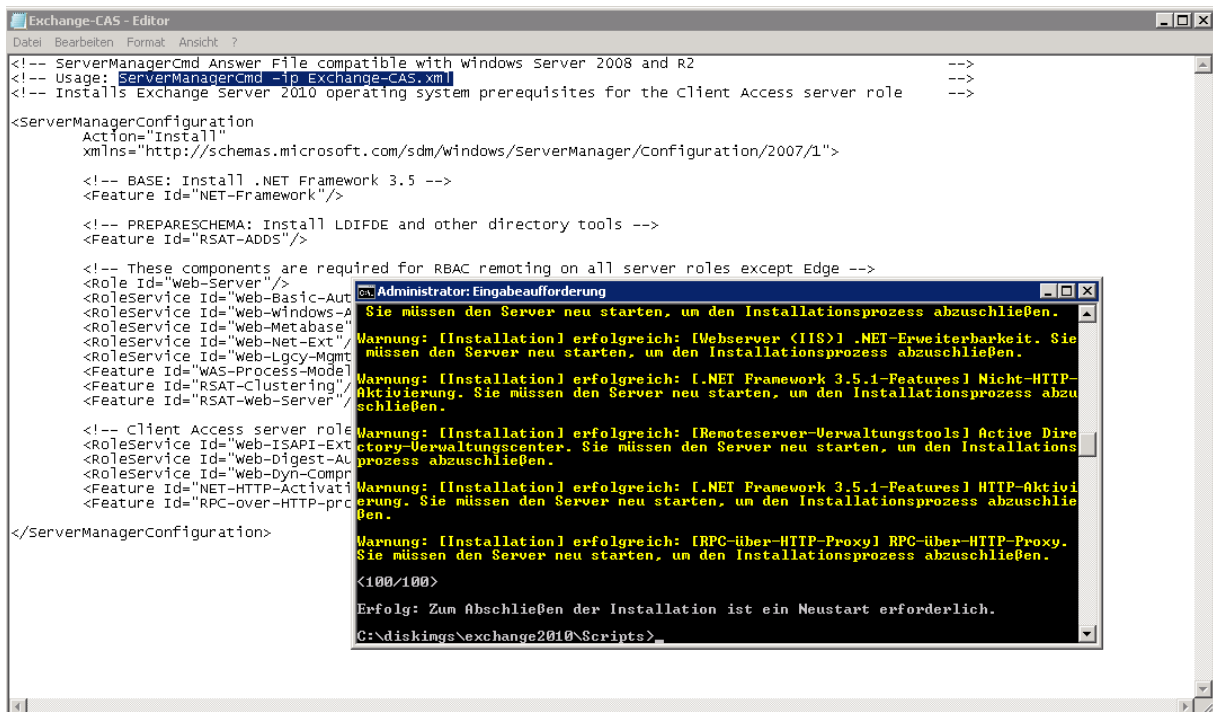 Exchange-CAS - Editor
Datei Bearbeiten Format Ansicht ?
<!-- ServerManagerCmd Answer File compatible with Windows Server 2008 and R2 -->
<!-- Usage: ServerManagerCmd -ip Exchange-CAS.xml -->
<!-- Installs Exchange Server 2010 operating system prerequisites for the Client Access server role -->
<ServerManagerConfiguration
Action="Install"
xmlns="http://schemas.microsoft.com/sdm/Windows/ServerManager/Configuration/2007/1">
<!-- BASE: Install .NET Framework 3.5 -->
<Feature Id="NET-Framework"/>
<!-- PREPARESCHEMA: Install LDIFDE and other directory tools -->
<Feature Id="RSAT-ADDS"/>
<!-- These components are required for RBAC remoting on all server roles except Edge -->
<Role Id="Web-Server"/>
<RoleService Id="Web-Basic-Aut
<RoleService Id="Web-Windows-A
<RoleService Id="Web-Metabase"
<RoleService Id="Web-Net-Ext"/
<RoleService Id="Web-Lgcy-Mgmt
<Feature Id="WAS-Process-Model
<Feature Id="RSAT-Clustering"/
<Feature Id="RSAT-Web-Server"/
<!-- Client Access server role
<RoleService Id="Web-ISAPI-Ext
<RoleService Id="Web-Digest-Au
<RoleService Id="Web-Dyn-Compr
<Feature Id="NET-HTTP-Activati
<Feature Id="RPC-over-HTTP-pro
</ServerManagerConfiguration>
Administrator: Eingabeaufforderung
Sie müssen den Server neu starten, um den Installationsprozess abzuschließen.
Warnung: [Installation] erfolgreich: [Webserver (IIS)] .NET-Erweiterbarkeit. Sie
müssen den Server neu starten, um den Installationsprozess abzuschließen.
Warnung: [Installation] erfolgreich: [.NET Framework 3.5.1-Features] Nicht-HTTP-
Aktivierung. Sie müssen den Server neu starten, um den Installationsprozess abzu
schließen.
Warnung: [Installation] erfolgreich: [Remoteserver-Verwaltungstools] Active Dire
ctory-Verwaltungscenter. Sie müssen den Server neu starten, um den Installations
prozess abzuschließen.
Warnung: [Installation] erfolgreich: [.NET Framework 3.5.1-Features] HTTP-Aktivi
erung. Sie müssen den Server neu starten, um den Installationsprozess abzuschlie
ßen.
Warnung: [Installation] erfolgreich: [RPC-über-HTTP-Proxy] RPC-über-HTTP-Proxy.
Sie müssen den Server neu starten, um den Installationsprozess abzuschließen.
<100/100>
Erfolg: Zum Abschließen der Installation ist ein Neustart erforderlich.
C:\diskimgs\exchange2010\Scripts>_